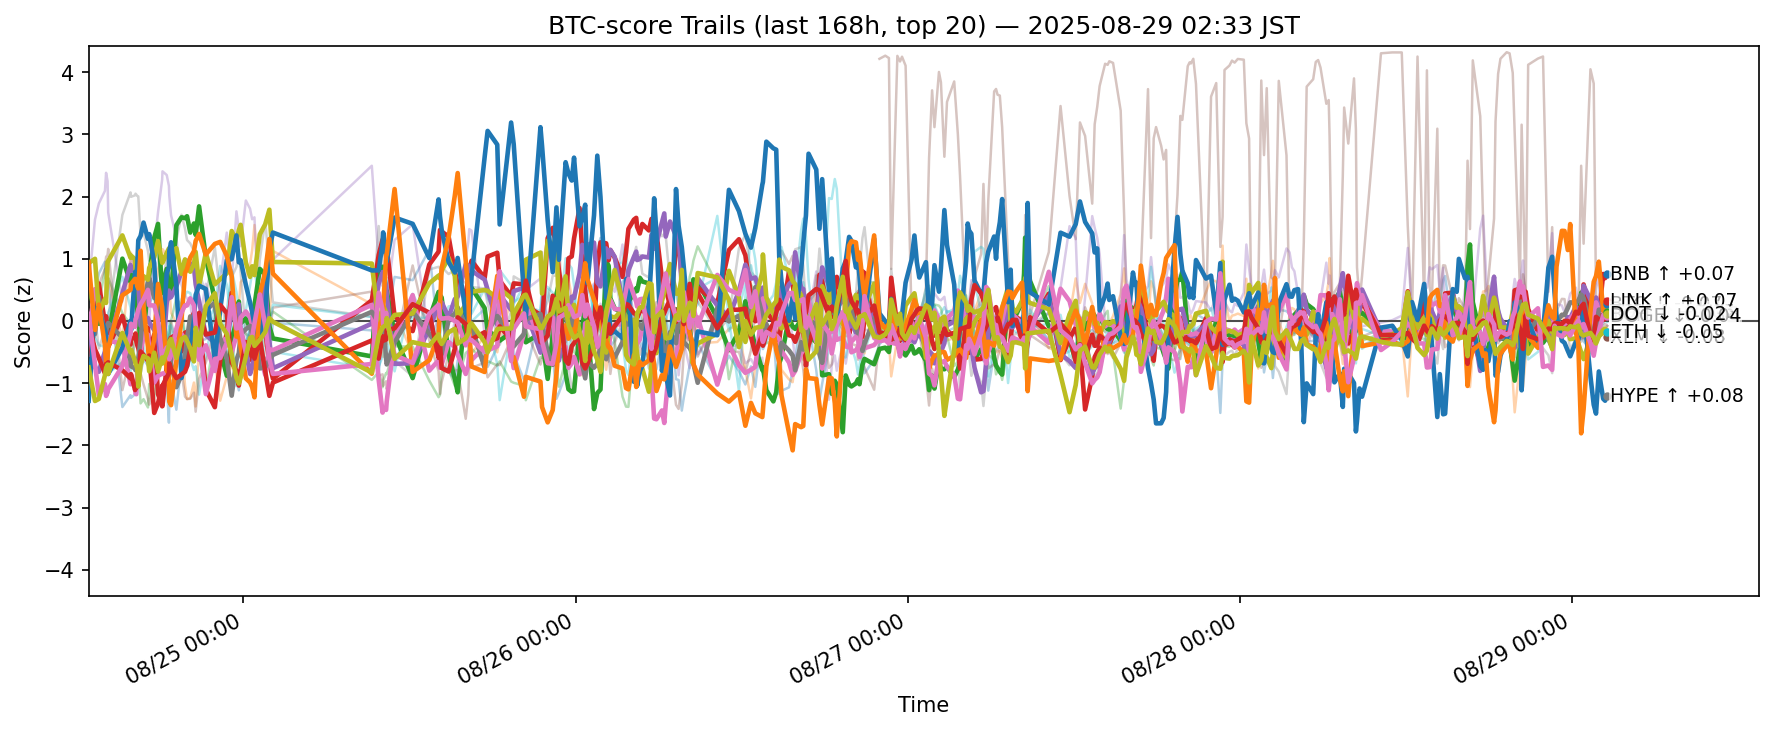 BTC-score Trails (last 168h, top 20) — 2025-08-29 02:33 JST
Score (z)
4
3
2
1
0
−1
−2
−3
−4
BNB ↑ +0.07
LINK ↑ +0.07
DOT ↓ -0.024
ETH ↓ -0.05
HYPE ↑ +0.08
08/25 00:00
08/26 00:00
08/27 00:00
08/28 00:00
08/29 00:00
Time